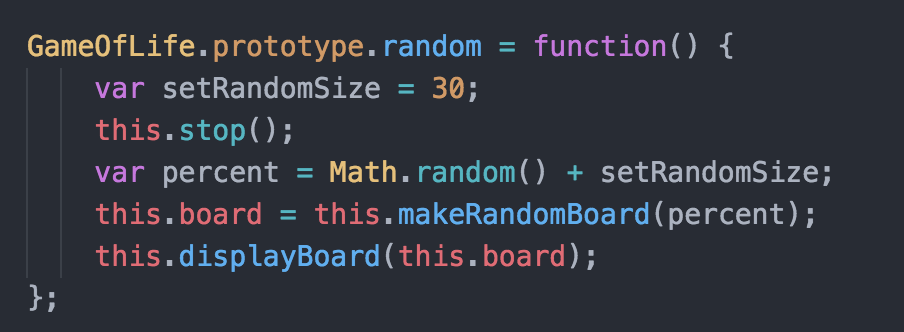 GameOfLife.prototype.random = function() {
var setRandomSize = 30;
this.stop();
var percent = Math.random() + setRandomSize;
this.board = this.makeRandomBoard(percent);
this.displayBoard(this.board);
};